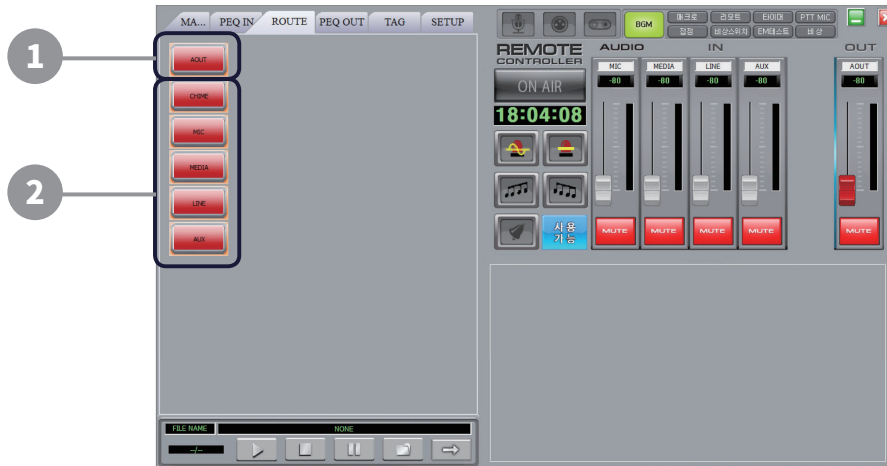 1
2
MA... PEQ IN ROUTE PEQ OUT TAG SETUP
AOUT
CHIME
MIC
MEDIA
LINE
AUX
FILE NAME NONE
-/-
BGM
매크로 리모트 타이머 PTT MIC
접점 비상스위치 EM테스트 비상
REMOTE
CONTROLLER
AUDIO IN OUT
ON AIR
18:04:08
사용
가능
MIC MEDIA LINE AUX AOUT
-80 -80 -80 -80 -80
MUTE MUTE MUTE MUTE MUTE